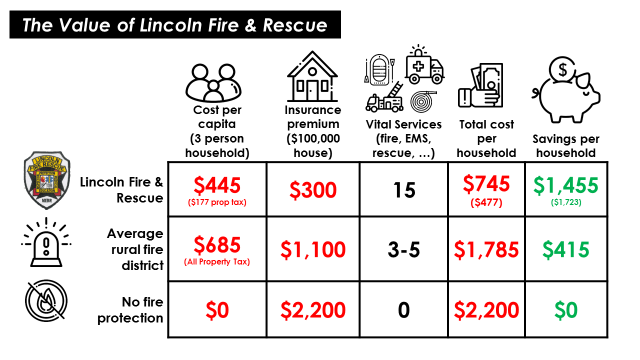 The Value of Lincoln Fire & Rescue
Cost per
capita
(3 person
household)
Insurance
premium
($100,000
house)
Vital Services
(fire, EMS,
rescue, ...)
Total cost
per
household
$
Savings per
household
Lincoln Fire &
Rescue
$445
($177 prop tax)
$300
15
$745
($477)
$1,455
($1,723)
Average
rural fire
district
$685
(All Property Tax)
$1,100
3-5
$1,785
$415
No fire
protection
$0
$2,200
0
$2,200
$0